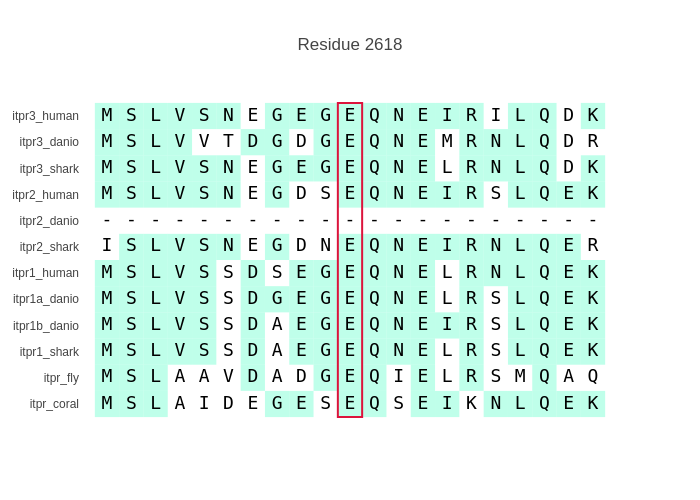 Residue 2618
itpr3_human M S L V S N E G E G E Q N E I R I L Q D K
itpr3_danio M S L V V T D G D G E Q N E M R N L Q D R
itpr3_shark M S L V S N E G E G E Q N E L R N L Q D K
itpr2_human M S L V S N E G D S E Q N E I R S L Q E K
itpr2_danio - - - - - - - - - - - - - - - - - - - - -
itpr2_shark I S L V S N E G D N E Q N E I R N L Q E R
itpr1_human M S L V S S D S E G E Q N E L R N L Q E K
itpr1a_danio M S L V S S D G E G E Q N E L R S L Q E K
itpr1b_danio M S L V S S D A E G E Q N E I R S L Q E K
itpr1_shark M S L V S S D A E G E Q N E L R S L Q E K
itpr_fly M S L A A V D A D G E Q I E L R S M Q A Q
itpr_coral M S L A I D E G E S E Q S E I K N L Q E K